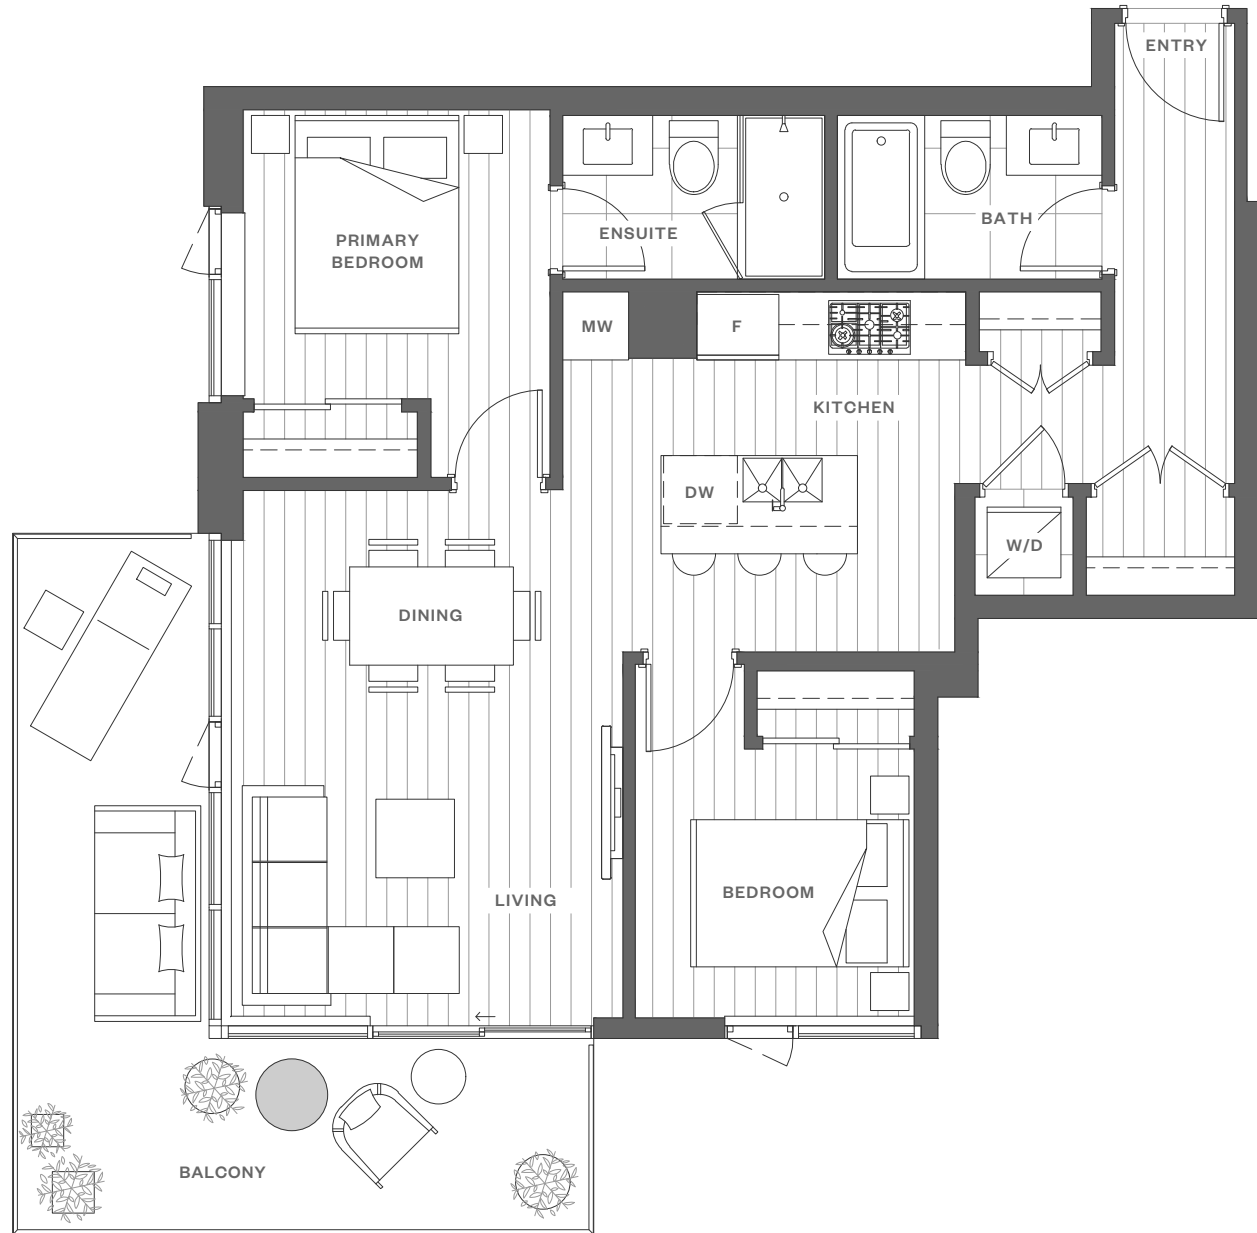 ENTRY
PRIMARY
BEDROOM
ENSUITE
BATH
MW
F
KITCHEN
DW
W/D
DINING
LIVING
BEDROOM
BALCONY